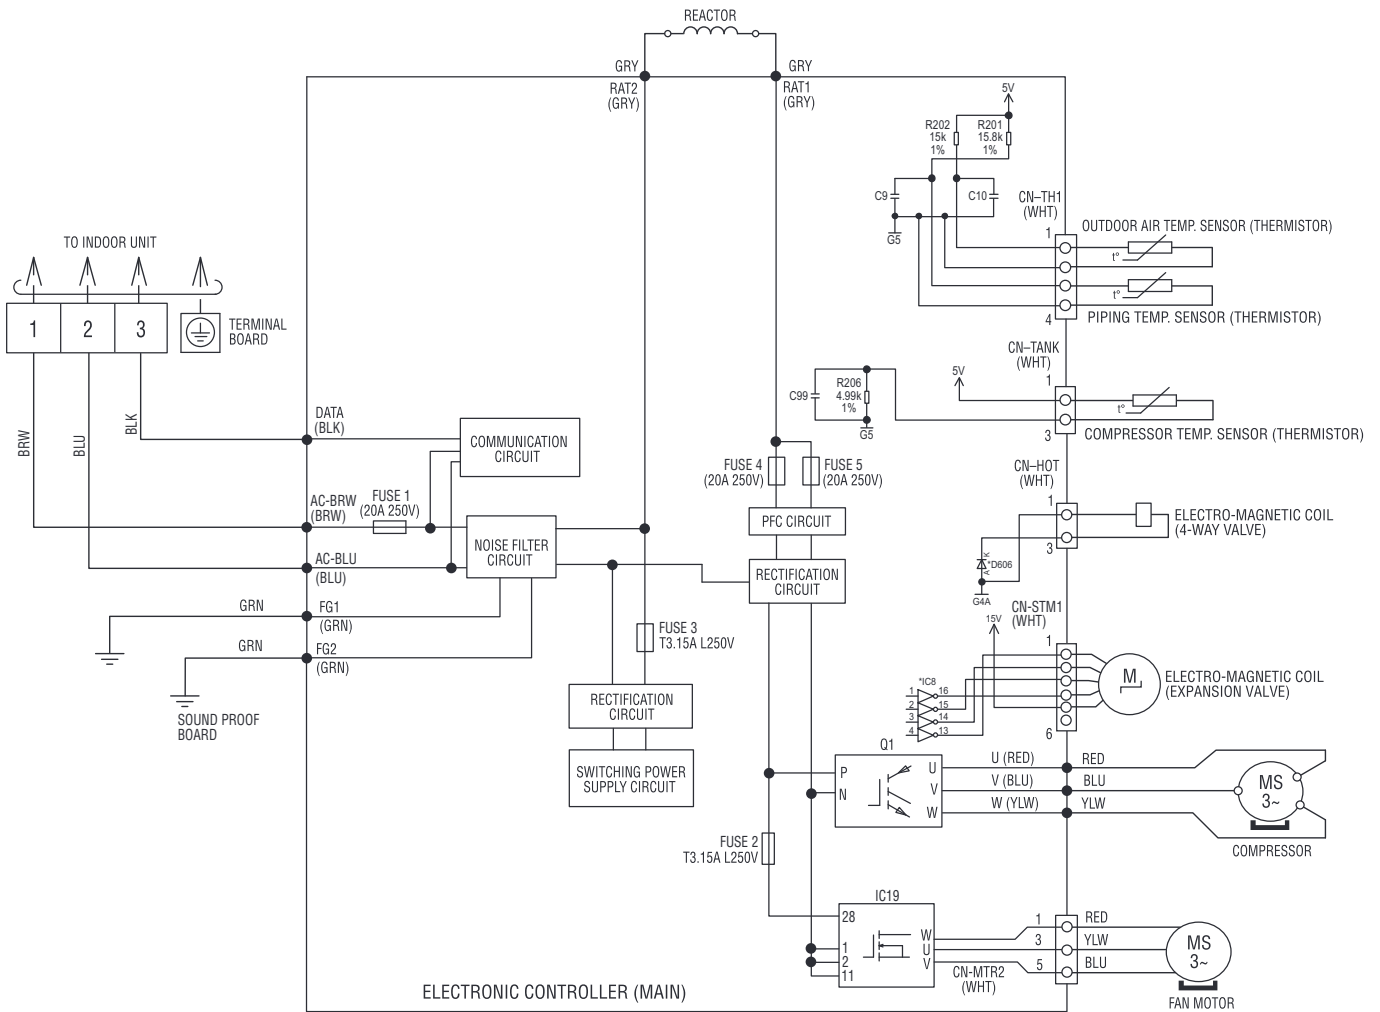 REACTOR
GRY
GRY
RAT2
(GRY)
RAT1
(GRY)
5V
R202
15k
1%
R201
15.8k
1%
C9
C10
G5
CN–TH1
(WHT)
1
OUTDOOR AIR TEMP. SENSOR (THERMISTOR)
t°
t°
4
PIPING TEMP. SENSOR (THERMISTOR)
TO INDOOR UNIT
1
2
3
TERMINAL
BOARD
CN–TANK
(WHT)
5V
1
C99
R206
4.99k
1%
G5
t°
3
COMPRESSOR TEMP. SENSOR (THERMISTOR)
BRW
BLU
BLK
DATA
(BLK)
COMMUNICATION
CIRCUIT
FUSE 4
(20A 250V)
FUSE 5
(20A 250V)
CN–HOT
(WHT)
1
ELECTRO-MAGNETIC COIL
(4-WAY VALVE)
3
AC-BRW
(BRW)
FUSE 1
(20A 250V)
PFC CIRCUIT
NOISE FILTER
CIRCUIT
AC-BLU
(BLU)
RECTIFICATION
CIRCUIT
K
*D606
A
G4A
GRN
FG1
(GRN)
GRN
FG2
(GRN)
FUSE 3
T3.15A L250V
CN-STM1
(WHT)
15V
1
M
ELECTRO-MAGNETIC COIL
(EXPANSION VALVE)
*IC8
1
16
2
15
3
14
4
13
6
SOUND PROOF
BOARD
RECTIFICATION
CIRCUIT
SWITCHING POWER
SUPPLY CIRCUIT
Q1
P
N
U
V
W
U (RED)
V (BLU)
W (YLW)
RED
BLU
YLW
MS
3~
COMPRESSOR
FUSE 2
T3.15A L250V
IC19
28
1
2
11
W
U
V
1
3
5
RED
YLW
BLU
CN-MTR2
(WHT)
MS
3~
FAN MOTOR
ELECTRONIC CONTROLLER (MAIN)